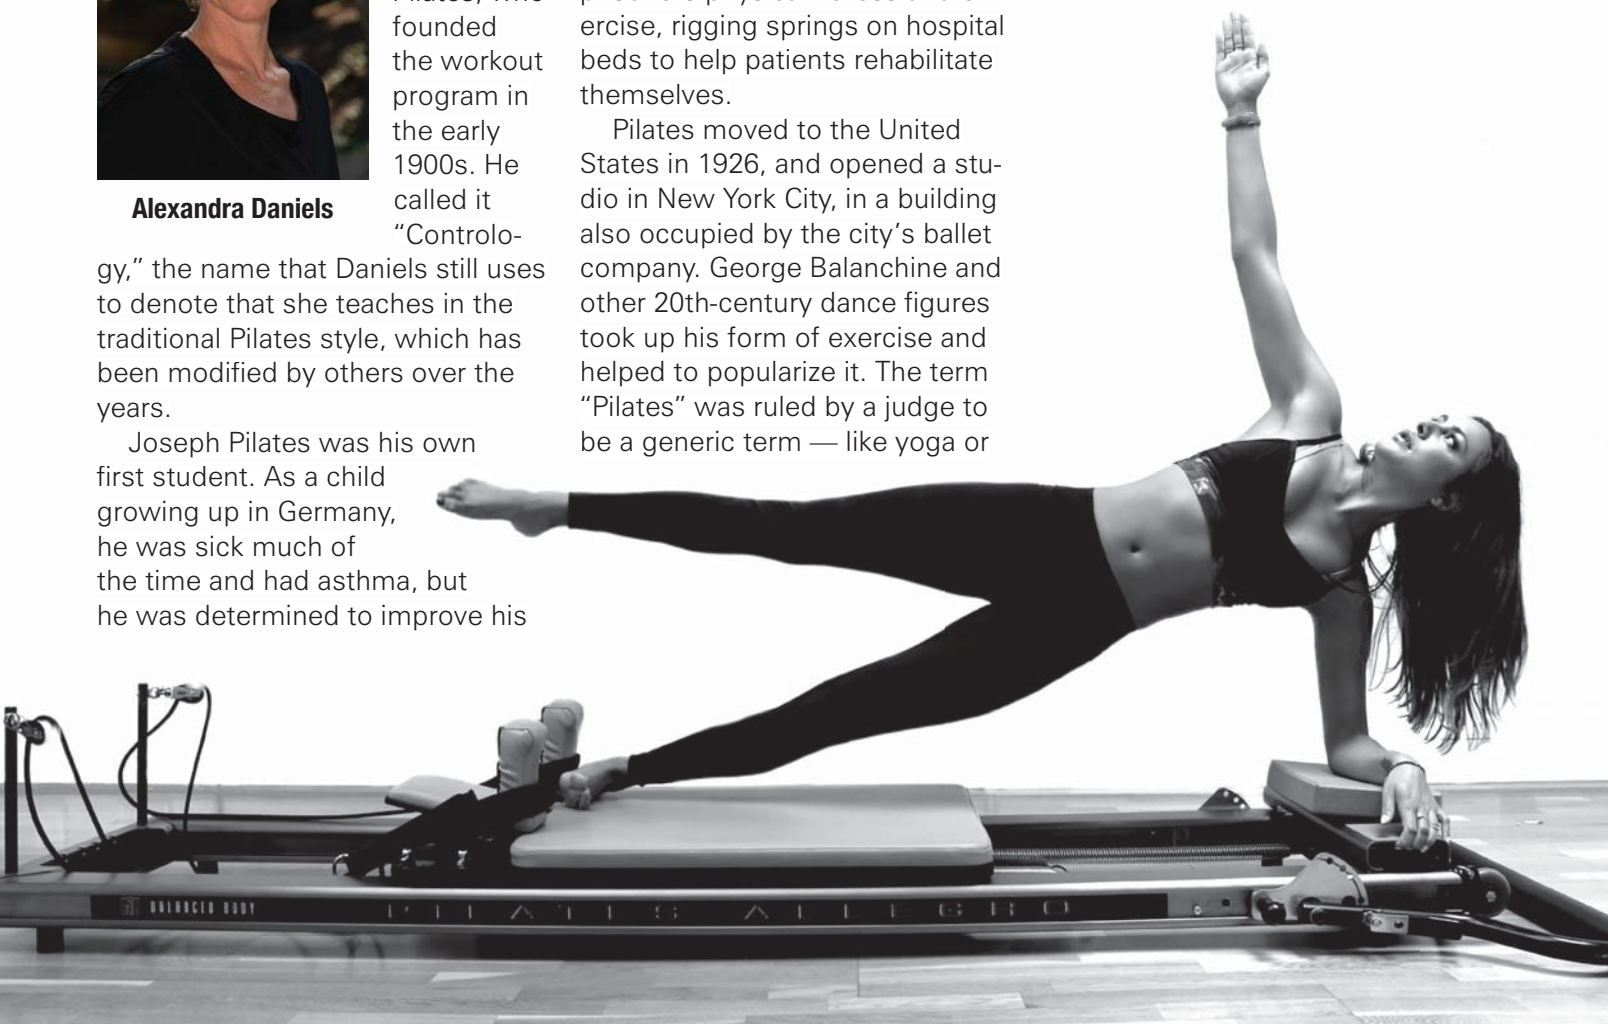 founded
the workout
program in
the early
1900s. He
called it
“Controlo-
Alexandra Daniels
gy,” the name that Daniels still uses
to denote that she teaches in the
traditional Pilates style, which has
been modified by others over the
years.
Joseph Pilates was his own
first student. As a child
growing up in Germany,
he was sick much of
the time and had asthma, but
he was determined to improve his
ercise, rigging springs on hospital
beds to help patients rehabilitate
themselves.
Pilates moved to the United
States in 1926, and opened a stu-
dio in New York City, in a building
also occupied by the city’s ballet
company. George Balanchine and
other 20th-century dance figures
took up his form of exercise and
helped to popularize it. The term
“Pilates” was ruled by a judge to
be a generic term — like yoga or
BALANCED BODY
PILATES ALLEGRO